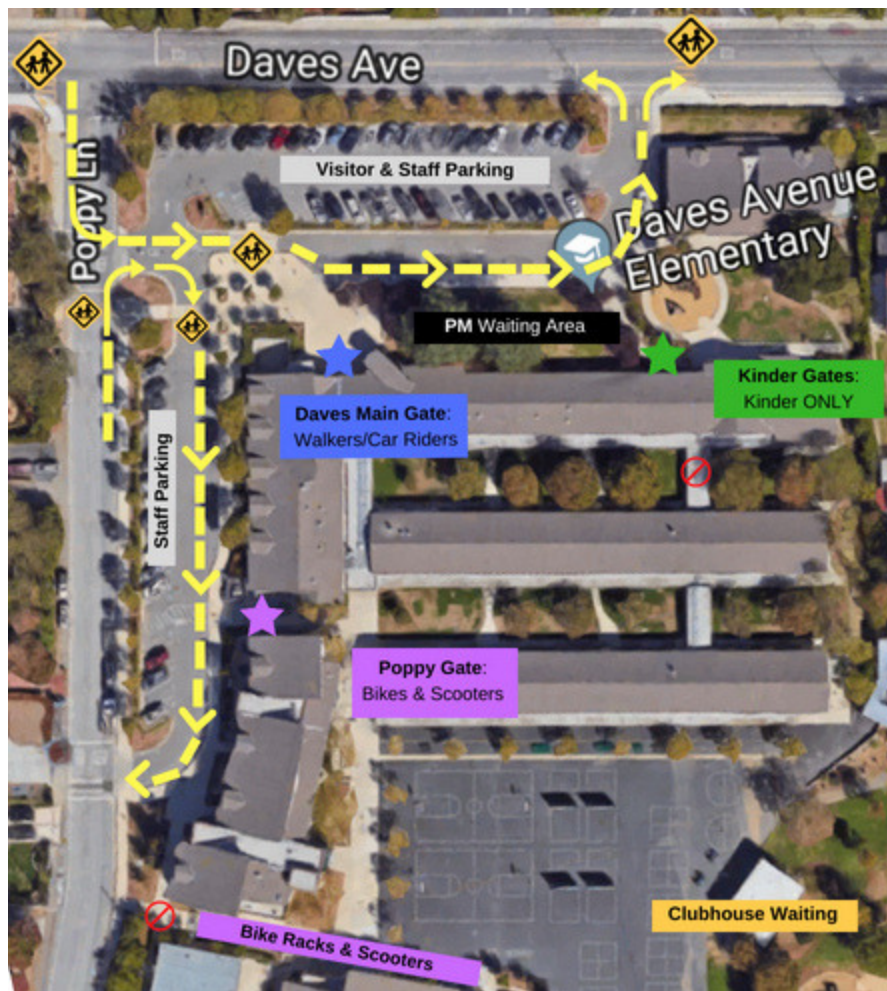 Daves Ave
Poppy Ln
Visitor & Staff Parking
Daves Avenue
Elementary
PM Waiting Area
Kinder Gates:
Kinder ONLY
Daves Main Gate:
Walkers/Car Riders
Staff Parking
Poppy Gate:
Bikes & Scooters
Clubhouse Waiting
Bike Racks & Scooters